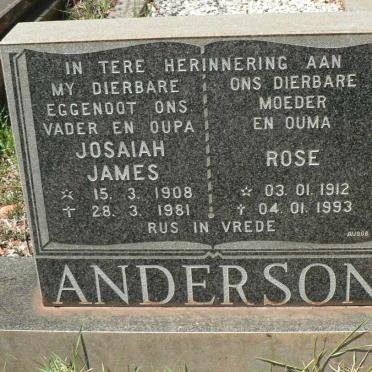 IN TERE HERINNERING AAN
MY DIERBARE
EGGENOOT ONS
VADER EN OUPA
JOSAIAH
JAMES
☆ 15. 3. 1908
✝ 28. 3. 1981
ONS DIERBARE
MOEDER
EN OUMA
ROSE
☆ 03. 01. 1912
✝ 04. 01. 1993
RUS IN VREDE
ANDERSON